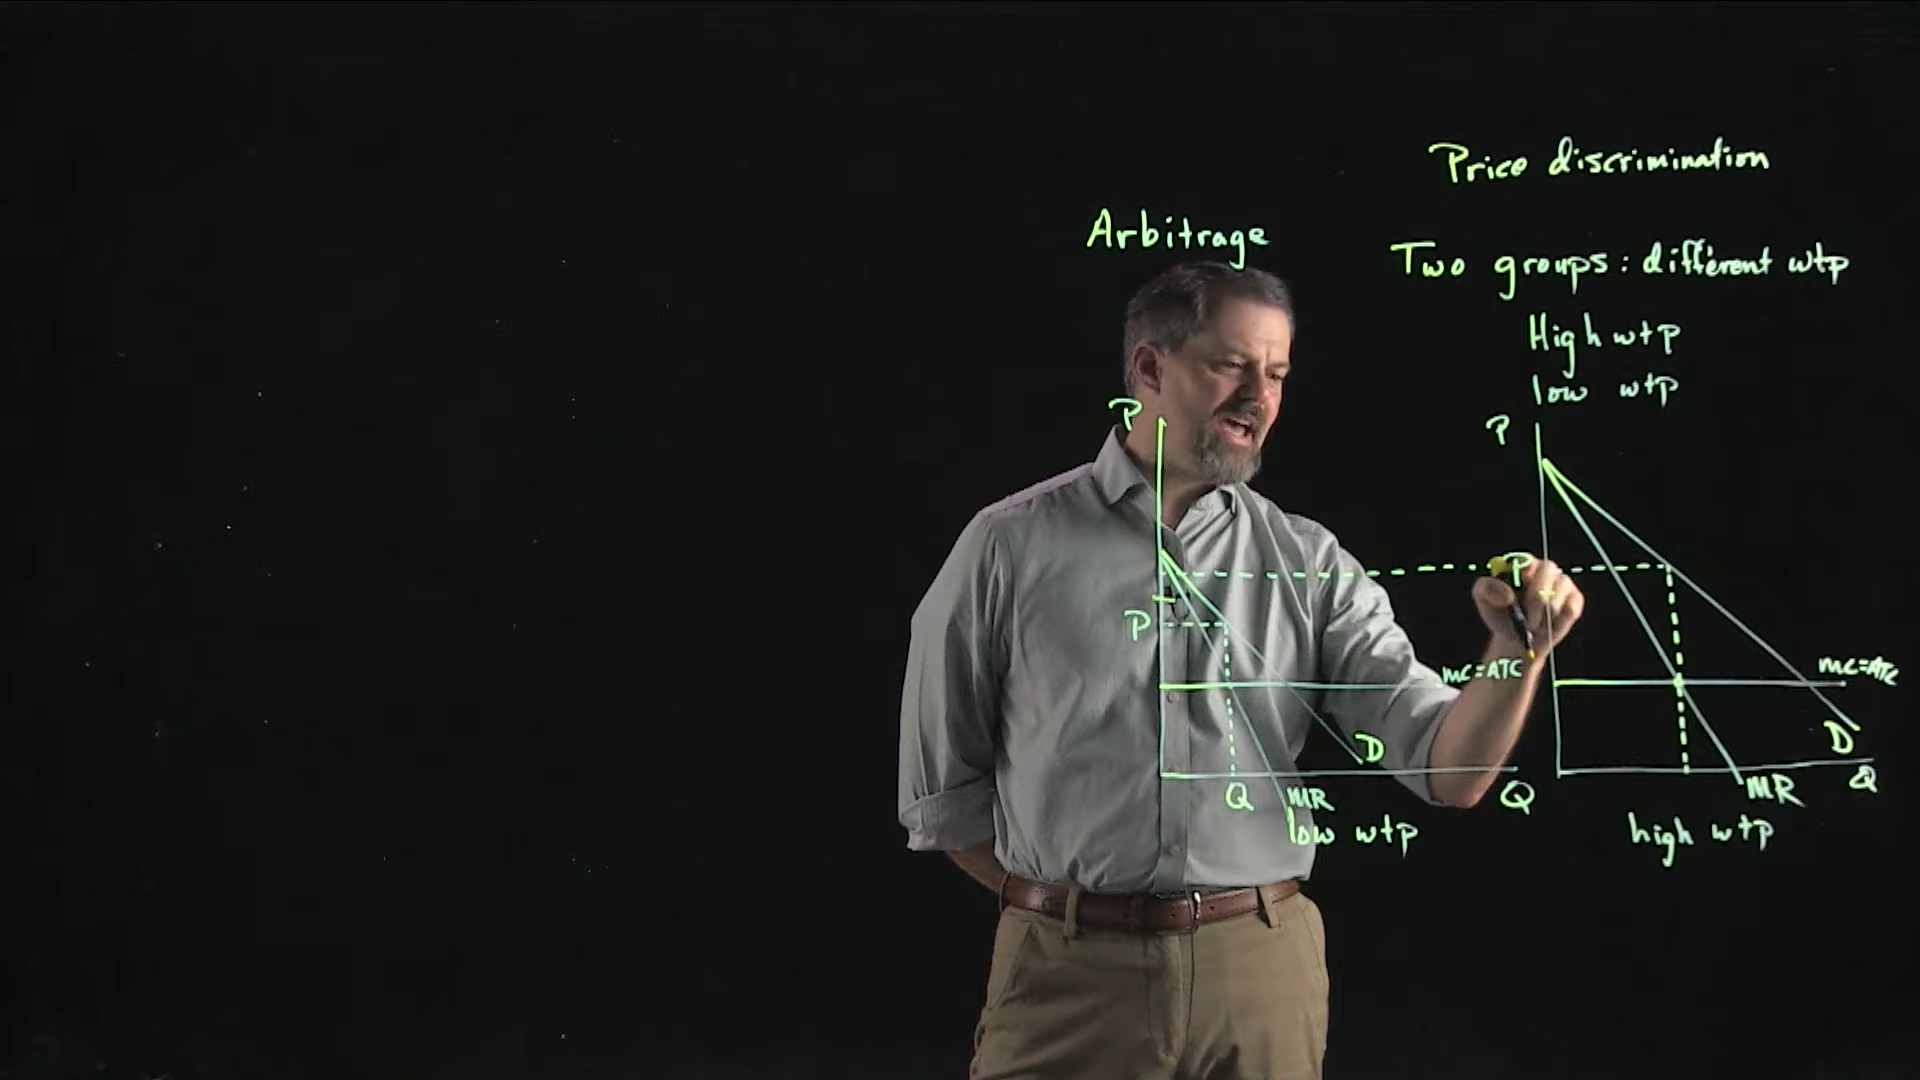 Price discrimination
Arbitrage
Two groups: different wtp
High wtp
low wtp
P
P
P
P
MC=ATC
MC=ATC
D
D
Q
Q
Q
MR
MR
low wtp
high wtp